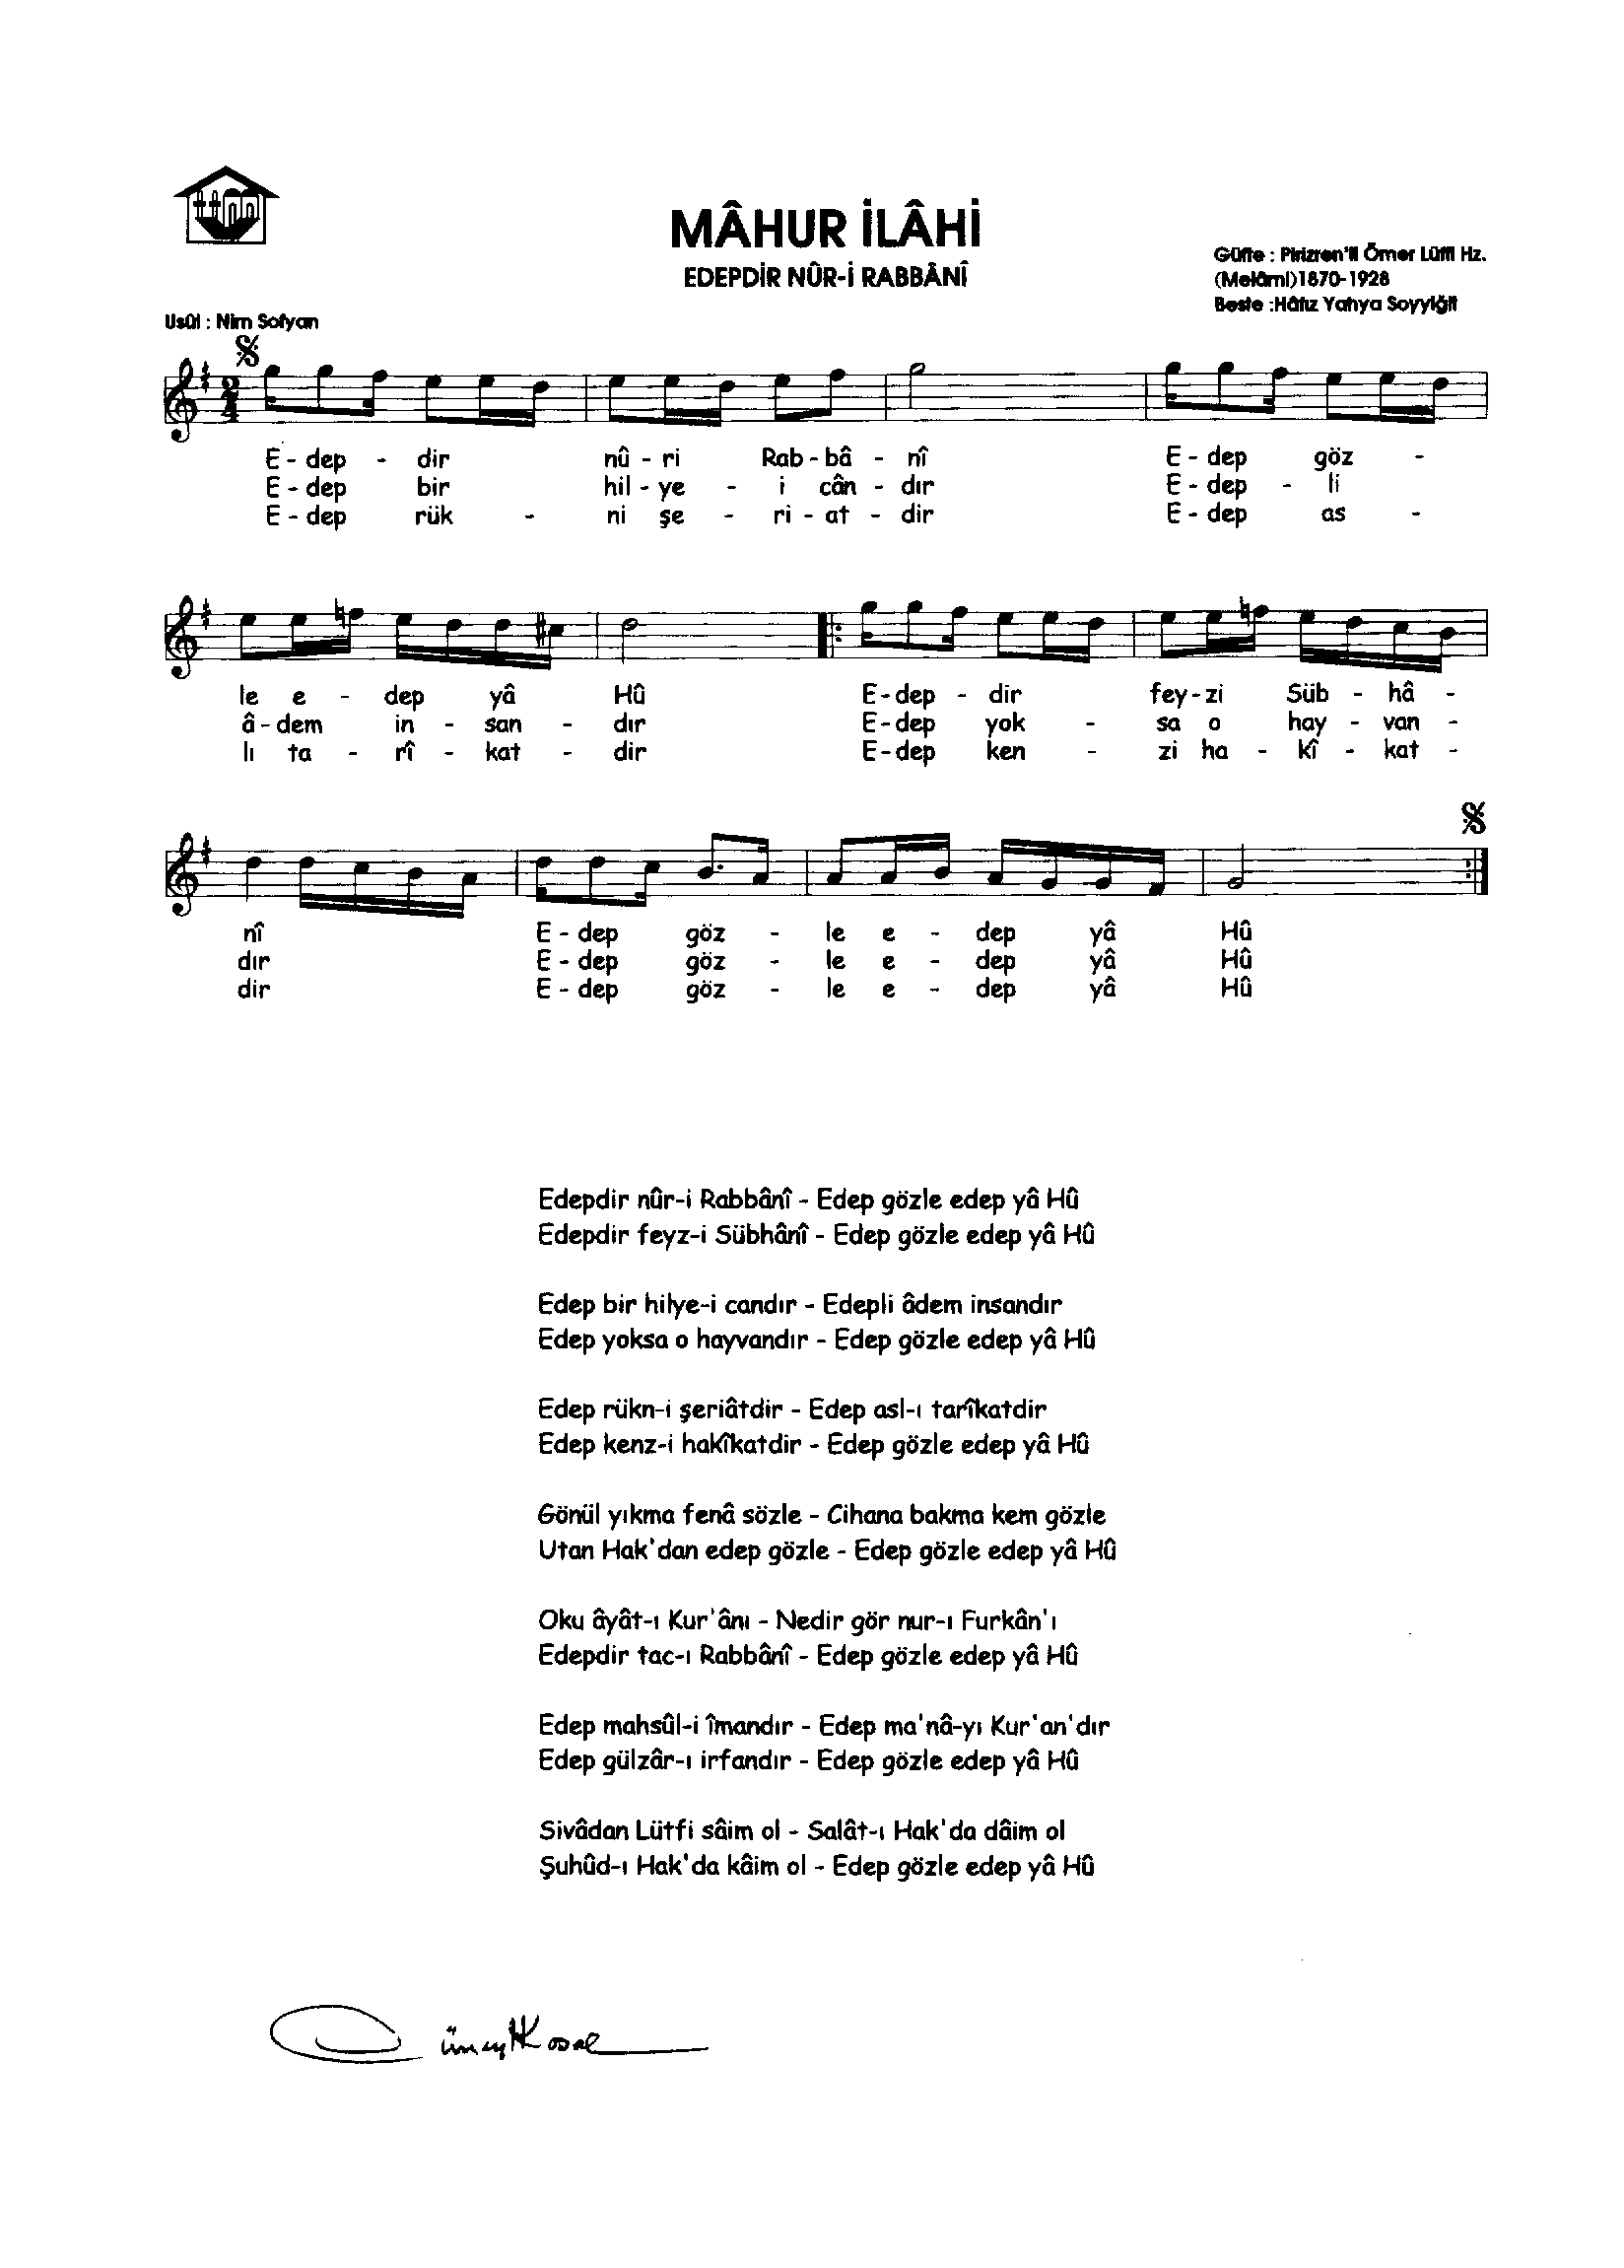 MÂHUR İLÂHİ
EDEPDİR NÛR-İ RABBÂNÎ
Güfte : Pirizren'li Ömer Lütfi Hz.
(Melâmi)1870-1928
Beste :Hâfız Yahya Soyyiğit
Usûl : Nim Sofyan
2
4
E - dep - dir nû - ri Rab - bâ - nî E - dep göz -
E - dep bir hil - ye - i cân - dır E - dep - li
E - dep rük - ni şe - ri - at - dir E - dep as -
le e - dep yâ Hû E - dep - dir fey - zi Süb - hâ -
â - dem in - san - dır E - dep yok - sa o hay - van -
lı ta - rî - kat - dir E - dep ken - zi ha - kî - kat -
nî E - dep göz - le e - dep yâ Hû
dır E - dep göz - le e - dep yâ Hû
dir E - dep göz - le e - dep yâ Hû
Edepdir nûr-i Rabbânî - Edep gözle edep yâ Hû
Edepdir feyz-i Sübhânî - Edep gözle edep yâ Hû
Edep bir hilye-i candır - Edepli âdem insandır
Edep yoksa o hayvandır - Edep gözle edep yâ Hû
Edep rükn-i şeriâtdir - Edep asl-ı tarîkatdir
Edep kenz-i hakîkatdir - Edep gözle edep yâ Hû
Gönül yıkma fenâ sözle - Cihana bakma kem gözle
Utan Hak'dan edep gözle - Edep gözle edep yâ Hû
Oku âyât-ı Kur'ânı - Nedir gör nur-ı Furkân'ı
Edepdir tac-ı Rabbânî - Edep gözle edep yâ Hû
Edep mahsûl-i îmandır - Edep ma'nâ-yı Kur'an'dır
Edep gülzâr-ı irfandır - Edep gözle edep yâ Hû
Sivâdan Lütfi sâim ol - Salât-ı Hak'da dâim ol
Şuhûd-ı Hak'da kâim ol - Edep gözle edep yâ Hû
Cüneyt Kosal